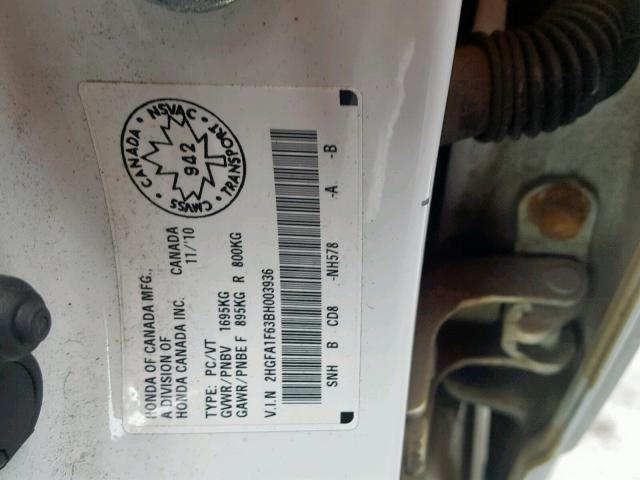 HONDA OF CANADA MFG.,
A DIVISION OF
HONDA CANADA INC. CANADA
11/'10
CANADA • NSVAC • TRANSPORT • CMVSS •
942
TYPE: PC/VT
GVWR/PNBV 1695KG
GAWR/PNBE F 895KG R 800KG
V.I.N 2HGFA1F63BH003936
SNH B CD8 -NH578 -A -B